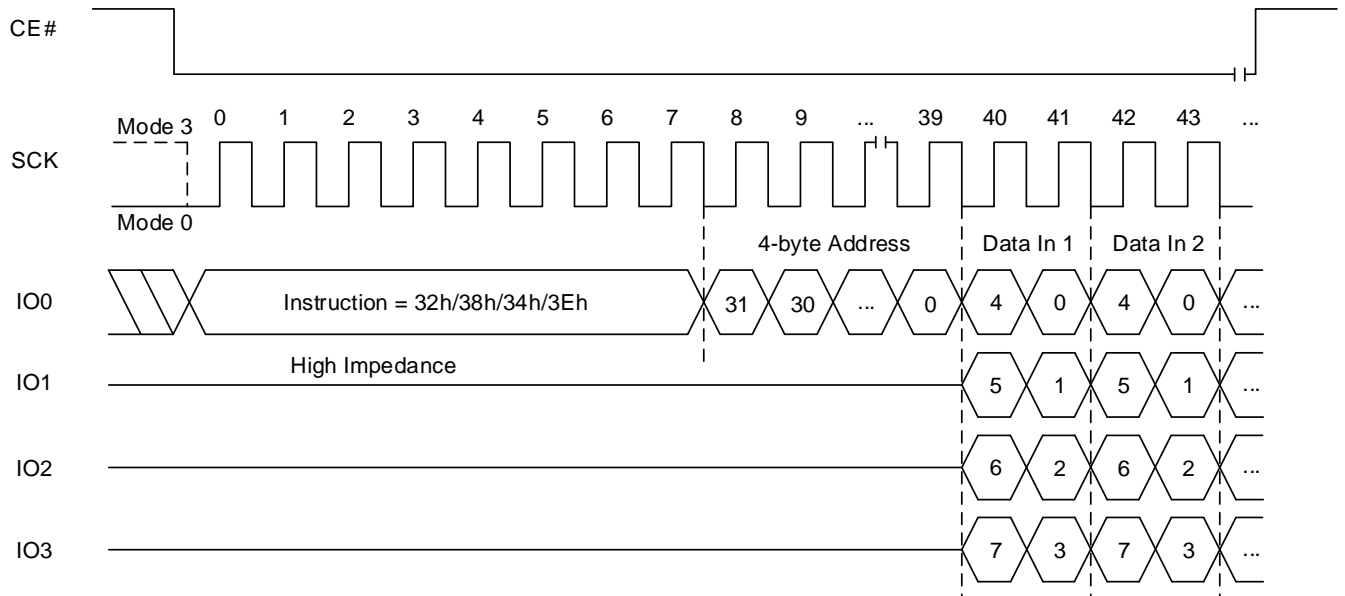 CE#
Mode 3 0 1 2 3 4 5 6 7 8 9 ... 39 40 41 42 43 ...
SCK
Mode 0
4-byte Address Data In 1 Data In 2
IO0 Instruction = 32h/38h/34h/3Eh 31 30 ... 0 4 0 4 0 ...
High Impedance
IO1 5 1 5 1 ...
IO2 6 2 6 2 ...
IO3 7 3 7 3 ...